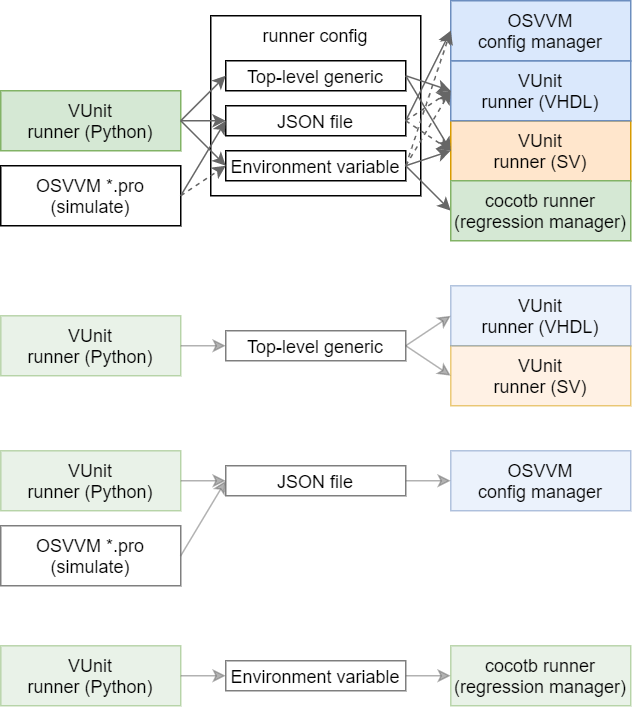 runner config
OSVVM
config manager
Top-level generic
VUnit
runner (VHDL)
VUnit
runner (Python)
JSON file
VUnit
runner (SV)
OSVVM *.pro
(simulate)
Environment variable
cocotb runner
(regression manager)
VUnit
runner (Python)
Top-level generic
VUnit
runner (VHDL)
VUnit
runner (SV)
VUnit
runner (Python)
JSON file
OSVVM
config manager
OSVVM *.pro
(simulate)
VUnit
runner (Python)
Environment variable
cocotb runner
(regression manager)